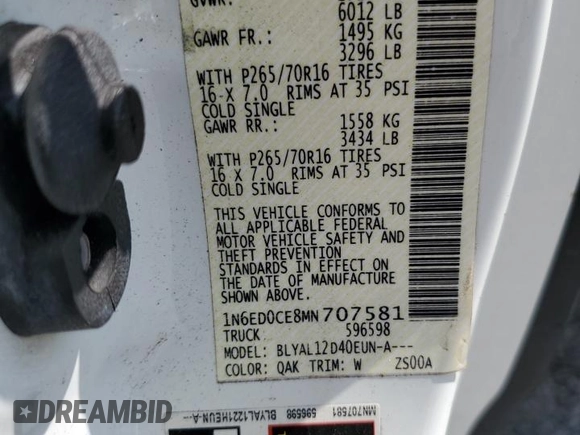 GVWR:
6012 LB
GAWR FR.: 1495 KG
3296 LB
WITH P265/70R16 TIRES
16 X 7.0 RIMS AT 35 PSI
COLD SINGLE
GAWR RR.: 1558 KG
3434 LB
WITH P265/70R16 TIRES
16 X 7.0 RIMS AT 35 PSI
COLD SINGLE
THIS VEHICLE CONFORMS TO
ALL APPLICABLE FEDERAL
MOTOR VEHICLE SAFETY AND
THEFT PREVENTION
STANDARDS IN EFFECT ON
THE DATE OF MANUFACTURE
SHOWN ABOVE.
1N6ED0CE8MN707581
TRUCK 596598
MODEL: BLYAL12D40EUN-A---
COLOR: QAK TRIM: W ZS00A
MN707581
596598 BLYAL1221HEUN-A---
DREAMBID